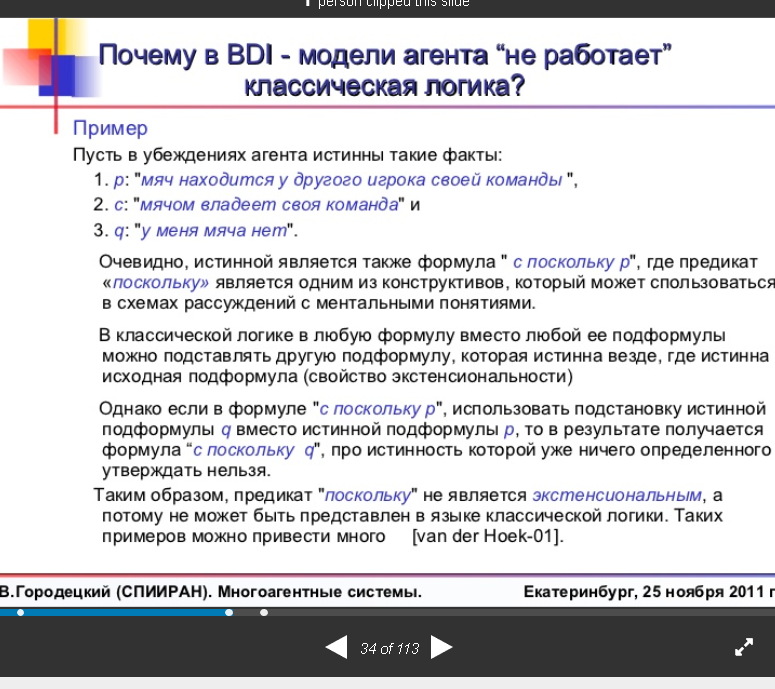 1 person clipped this slide
Почему в BDI - модели агента “не работает”
классическая логика?
Пример
Пусть в убеждениях агента истинны такие факты:
1. p: "мяч находится у другого игрока своей команды ",
2. c: "мячом владеет своя команда" и
3. q: "у меня мяча нет".
Очевидно, истинной является также формула " c поскольку p", где предикат
«поскольку» является одним из конструктивов, который может спользоваться
в схемах рассуждений с ментальными понятиями.
В классической логике в любую формулу вместо любой ее подформулы
можно подставлять другую подформулу, которая истинна везде, где истинна
исходная подформула (свойство экстенсиональности)
Однако если в формуле "с поскольку p", использовать подстановку истинной
подформулы q вместо истинной подформулы p, то в результате получается
формула “с поскольку q", про истинность которой уже ничего определенного
утверждать нельзя.
Таким образом, предикат "поскольку" не является экстенсиональным, а
потому не может быть представлен в языке классической логики. Таких
примеров можно привести много [van der Hoek-01].
В.Городецкий (СПИИРАН). Многоагентные системы. Екатеринбург, 25 ноября 2011 г
34 of 113